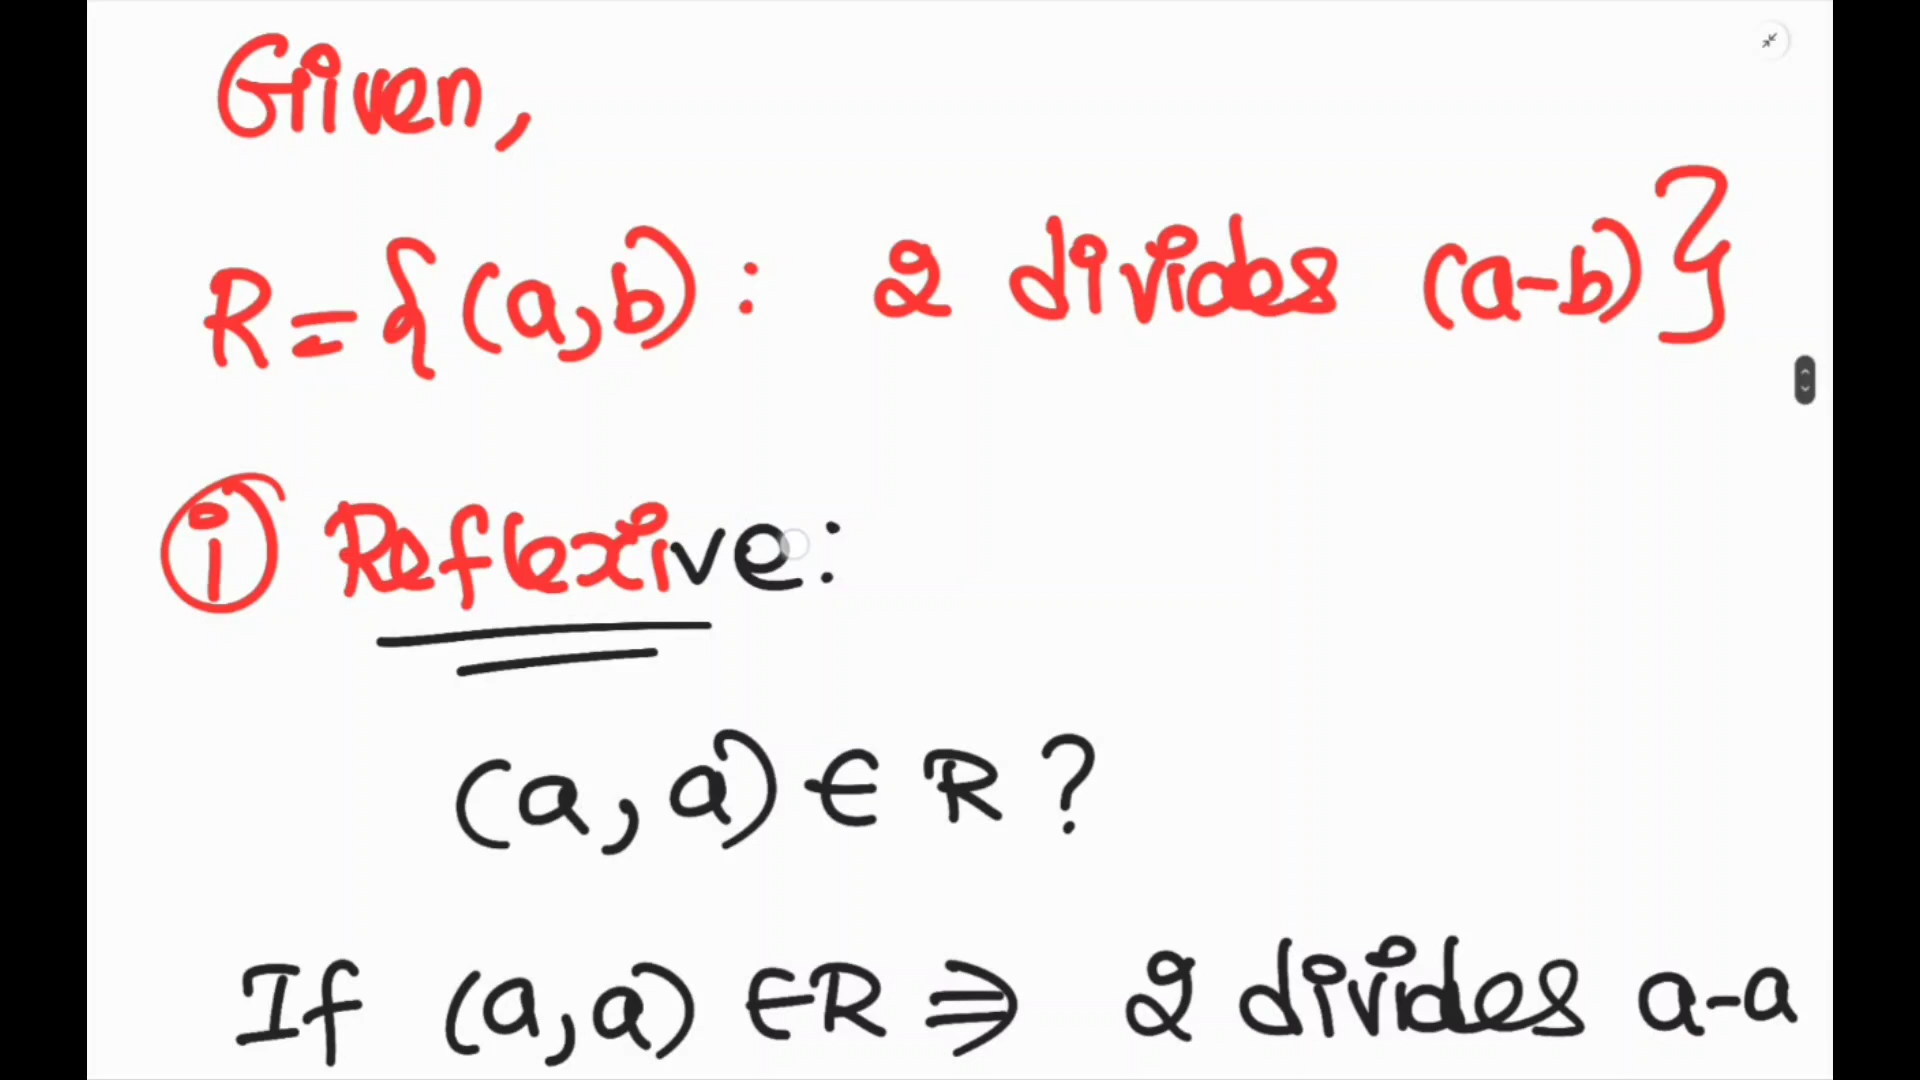 Given,
R={(a,b): 2 divides (a-b)}
i Reflexive:
(a,a)∈R?
If (a,a)∈R ⇒ 2 divides a-a